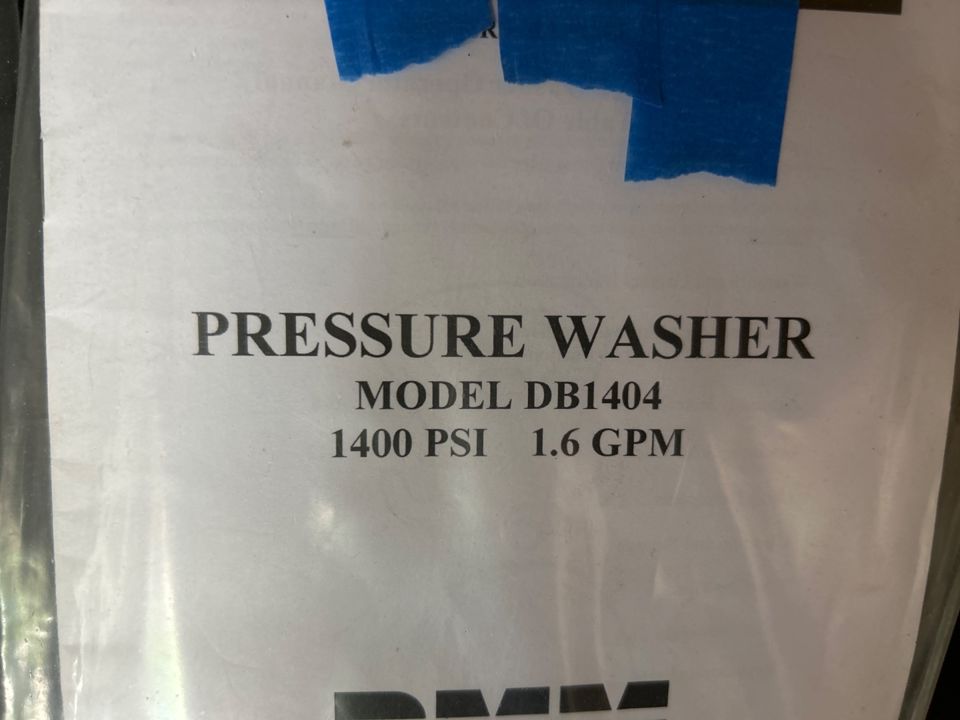 PRESSURE WASHER
MODEL DB1404
1400 PSI 1.6 GPM